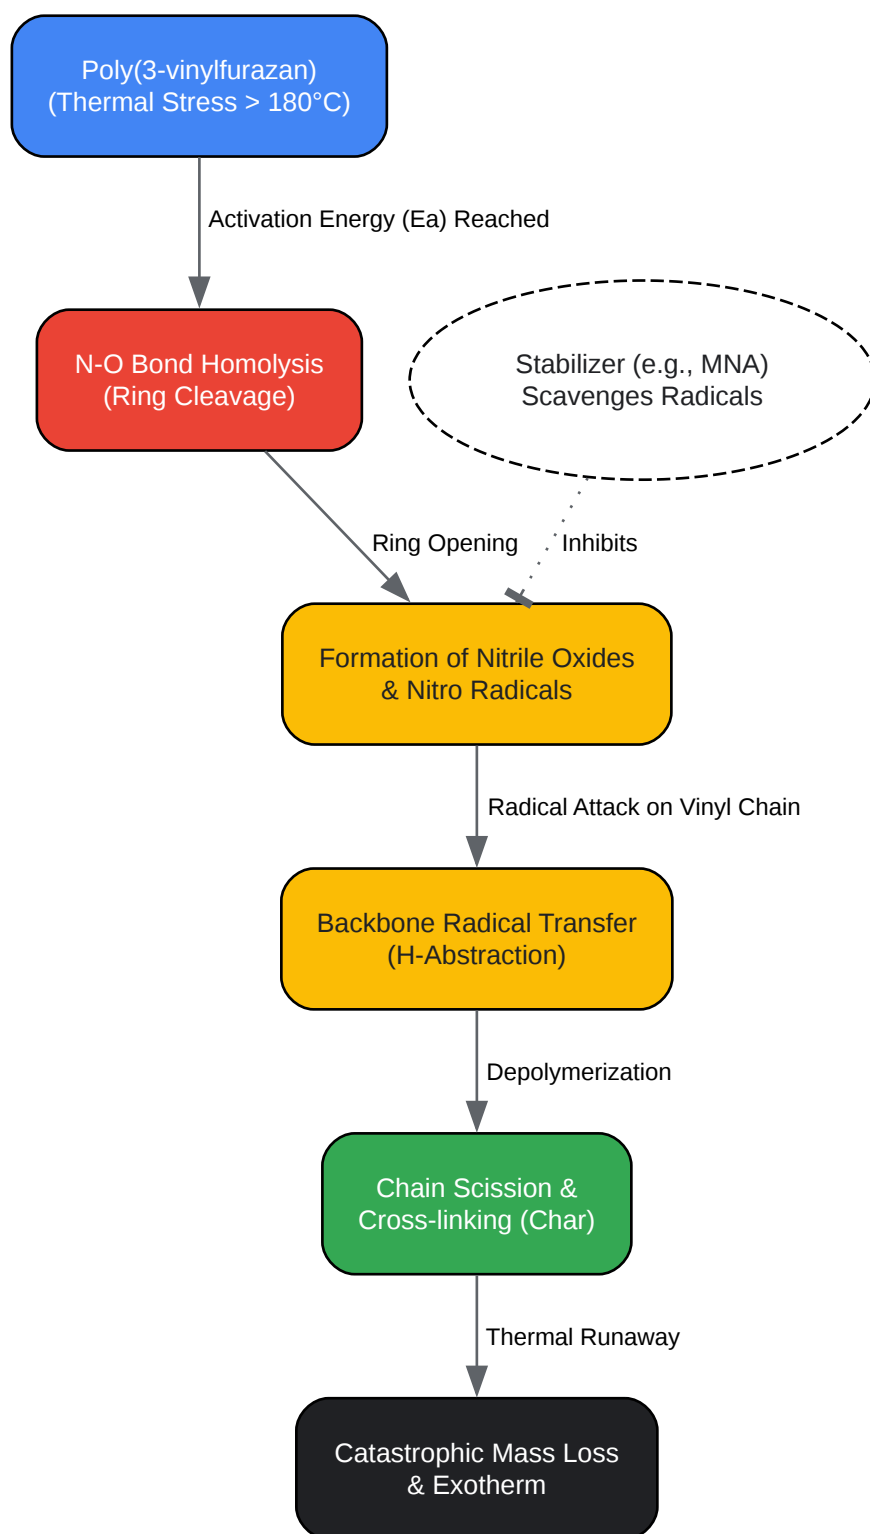 Poly(3-vinylfurazan)
(Thermal Stress > 180°C)
Activation Energy (Ea) Reached
N-O Bond Homolysis
(Ring Cleavage)
Stabilizer (e.g., MNA)
Scavenges Radicals
Ring Opening
Inhibits
Formation of Nitrile Oxides
& Nitro Radicals
Radical Attack on Vinyl Chain
Backbone Radical Transfer
(H-Abstraction)
Depolymerization
Chain Scission &
Cross-linking (Char)
Thermal Runaway
Catastrophic Mass Loss
& Exotherm